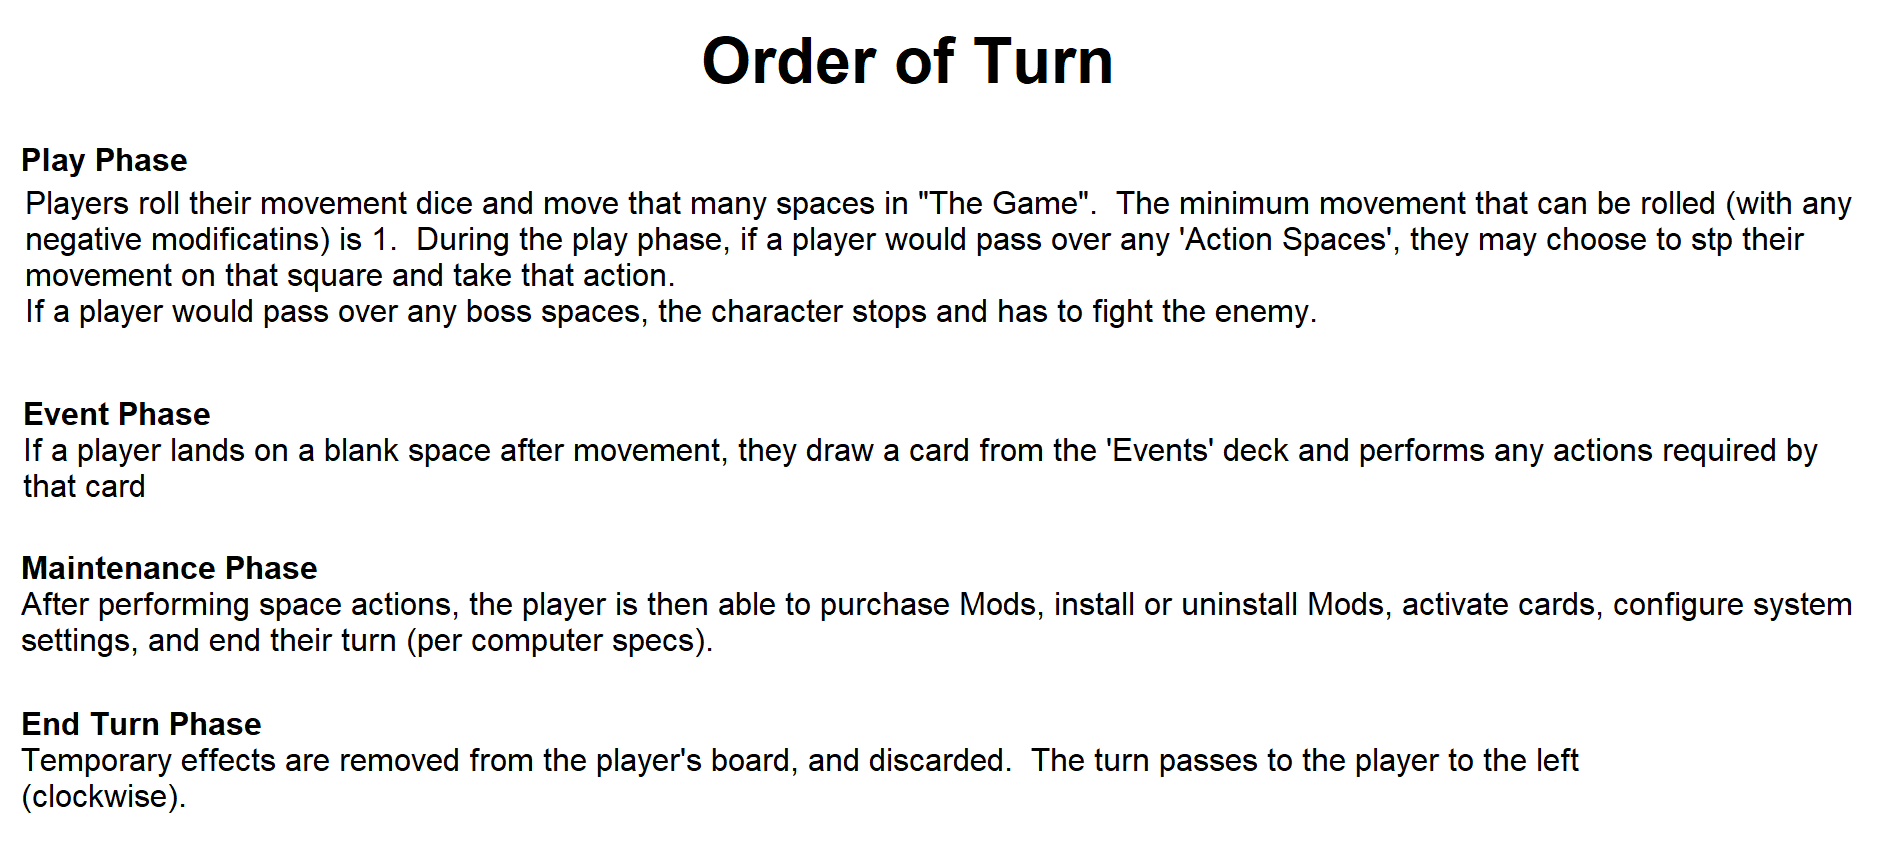 Order of Turn
Play Phase
Players roll their movement dice and move that many spaces in "The Game".  The minimum movement that can be rolled (with any
negative modificatins) is 1.  During the play phase, if a player would pass over any 'Action Spaces', they may choose to stp their
movement on that square and take that action.
If a player would pass over any boss spaces, the character stops and has to fight the enemy.
Event Phase
If a player lands on a blank space after movement, they draw a card from the 'Events' deck and performs any actions required by
that card
Maintenance Phase
After performing space actions, the player is then able to purchase Mods, install or uninstall Mods, activate cards, configure system
settings, and end their turn (per computer specs).
End Turn Phase
Temporary effects are removed from the player's board, and discarded.  The turn passes to the player to the left
(clockwise).